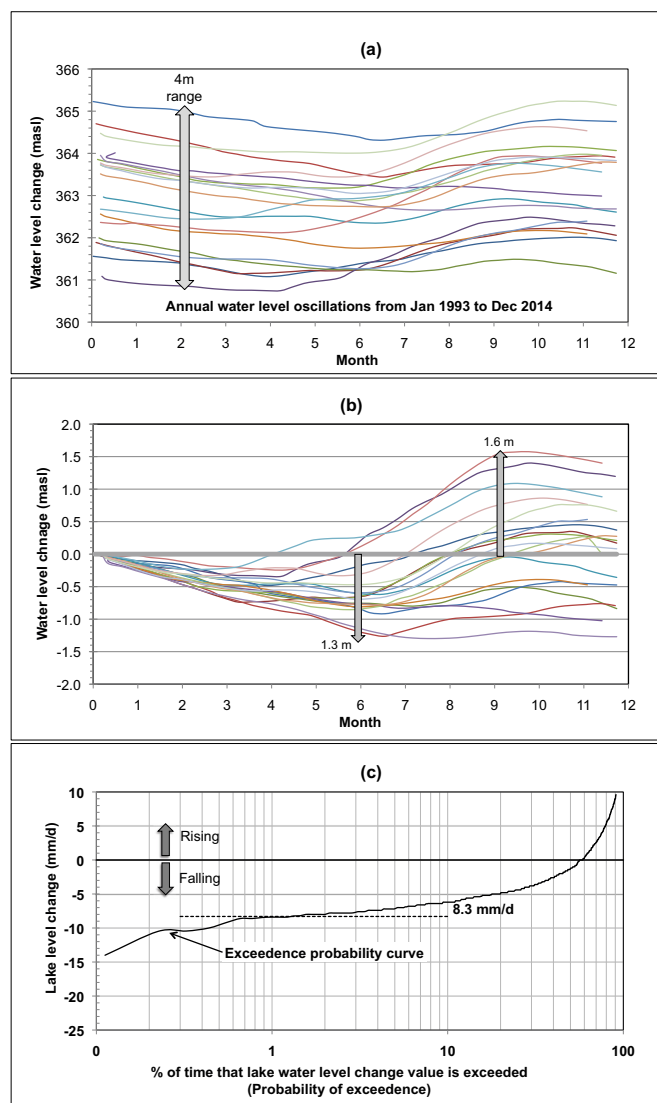 (a)
366
365
364
363
362
361
360
Water level change (masl)
4m
range
Annual water level oscillations from Jan 1993 to Dec 2014
0 1 2 3 4 5 6 7 8 9 10 11 12
Month
(b)
2.0
1.5
1.0
0.5
0.0
-0.5
-1.0
-1.5
-2.0
Water level chnage (masl)
1.6 m
1.3 m
0 1 2 3 4 5 6 7 8 9 10 11 12
Month
(c)
10
5
0
-5
-10
-15
-20
-25
Lake level change (mm/d)
Rising
Falling
8.3 mm/d
Exceedence probability curve
0 1 10 100
% of time that lake water level change value is exceeded
(Probability of exceedence)